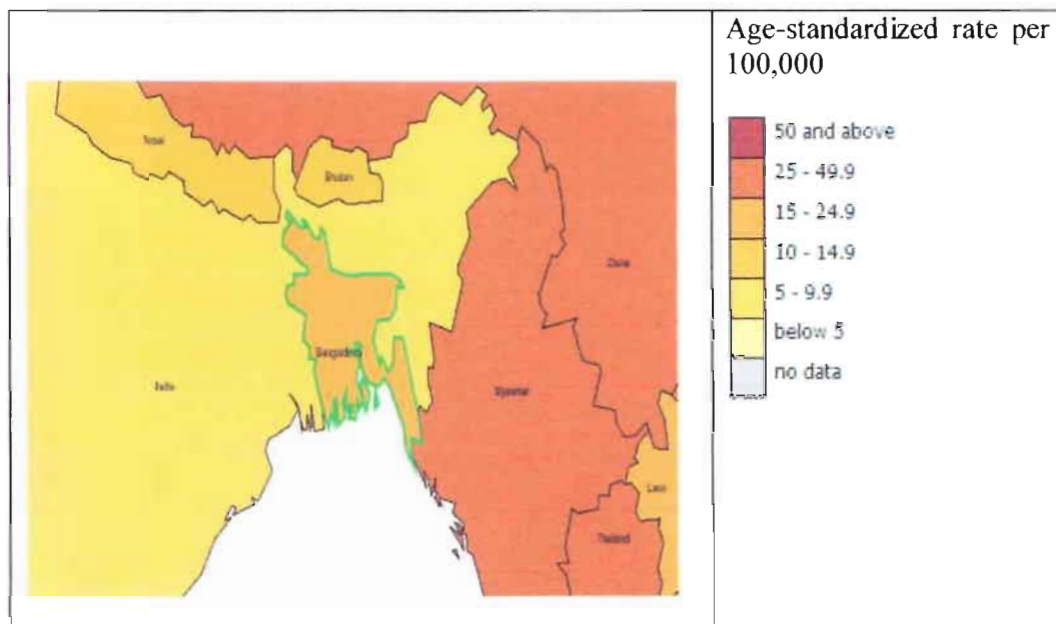 Age-standardized rate per
100,000
Nepal
Bhutan
China
Bangladesh
India
Myanmar
Laos
Thailand
50 and above
25 - 49.9
15 - 24.9
10 - 14.9
5 - 9.9
below 5
no data